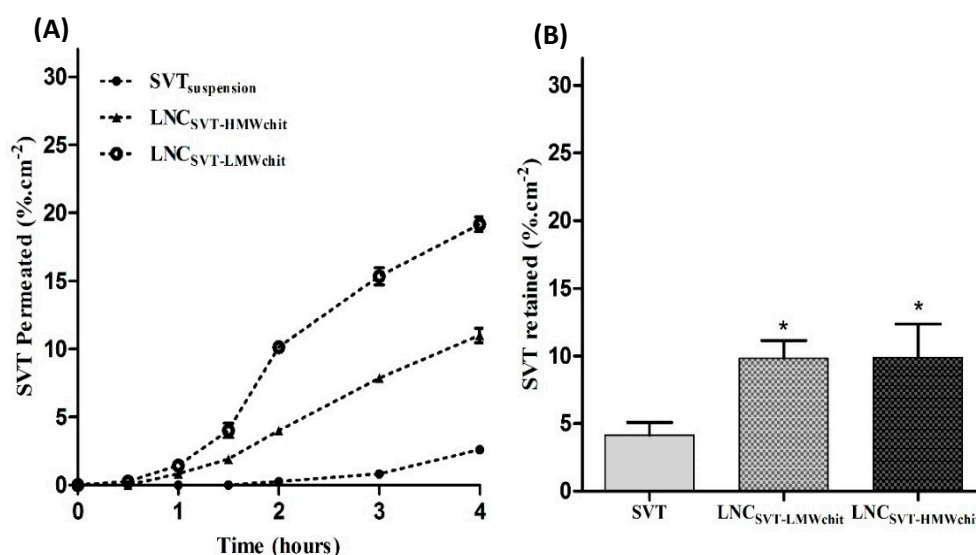 (A)
30
25
20
15
10
5
0
SVT Permeated (%.cm-2)
SVTsuspension
LNCSVT-HMWchit
LNCSVT-LMWchit
0 1 2 3 4
Time (hours)
(B)
30
25
20
15
10
5
0
SVT retained (%.cm-2)
* *
SVT LNCSVT-LMWchit LNCSVT-HMWchit